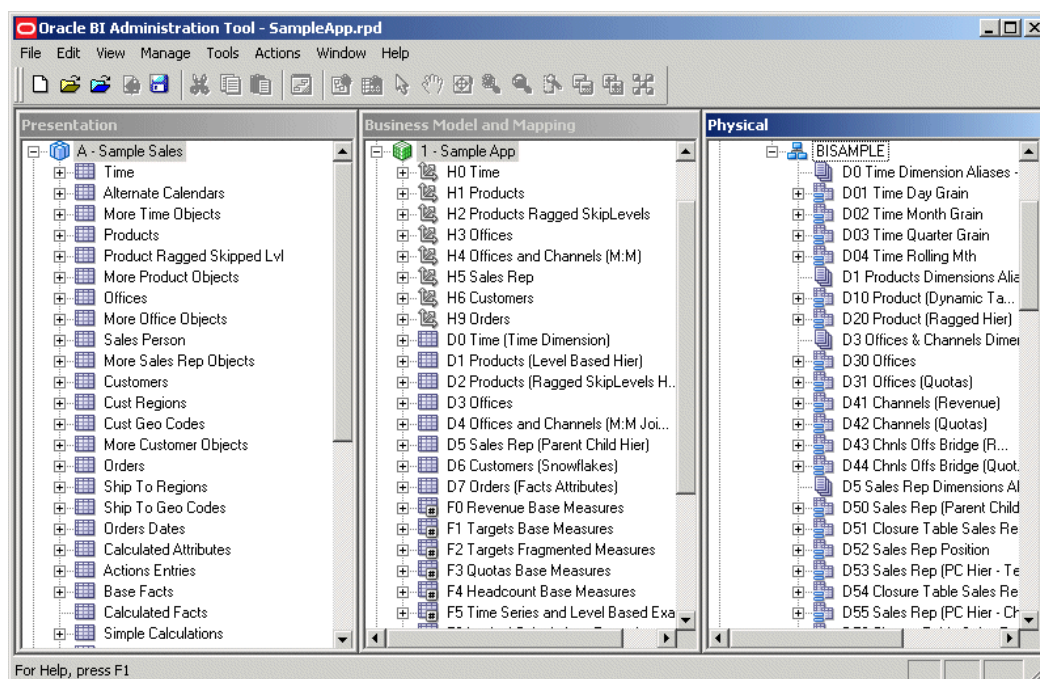 Oracle BI Administration Tool - SampleApp.rpd
File Edit View Manage Tools Actions Window Help
Presentation
A - Sample Sales
Time
Alternate Calendars
More Time Objects
Products
Product Ragged Skipped Lvl
More Product Objects
Offices
More Office Objects
Sales Person
More Sales Rep Objects
Customers
Cust Regions
Cust Geo Codes
More Customer Objects
Orders
Ship To Regions
Ship To Geo Codes
Orders Dates
Calculated Attributes
Actions Entries
Base Facts
Calculated Facts
Simple Calculations
Business Model and Mapping
1 - Sample App
H0 Time
H1 Products
H2 Products Ragged SkipLevels
H3 Offices
H4 Offices and Channels (M:M)
H5 Sales Rep
H6 Customers
H9 Orders
D0 Time (Time Dimension)
D1 Products (Level Based Hier)
D2 Products (Ragged SkipLevels H..
D3 Offices
D4 Offices and Channels (M:M Joi...
D5 Sales Rep (Parent Child Hier)
D6 Customers (Snowflakes)
D7 Orders (Facts Attributes)
F0 Revenue Base Measures
F1 Targets Base Measures
F2 Targets Fragmented Measures
F3 Quotas Base Measures
F4 Headcount Base Measures
F5 Time Series and Level Based Exa
Physical
BISAMPLE
D0 Time Dimension Aliases -
D01 Time Day Grain
D02 Time Month Grain
D03 Time Quarter Grain
D04 Time Rolling Mth
D1 Products Dimensions Alia
D10 Product (Dynamic Ta...
D20 Product (Ragged Hier)
D3 Offices & Channels Dimen
D30 Offices
D31 Offices (Quotas)
D41 Channels (Revenue)
D42 Channels (Quotas)
D43 Chnls Offs Bridge (R...
D44 Chnls Offs Bridge (Quot.
D5 Sales Rep Dimensions Al
D50 Sales Rep (Parent Child
D51 Closure Table Sales Re
D52 Sales Rep Position
D53 Sales Rep (PC Hier - Te
D54 Closure Table Sales Re
D55 Sales Rep (PC Hier - Ch
For Help, press F1